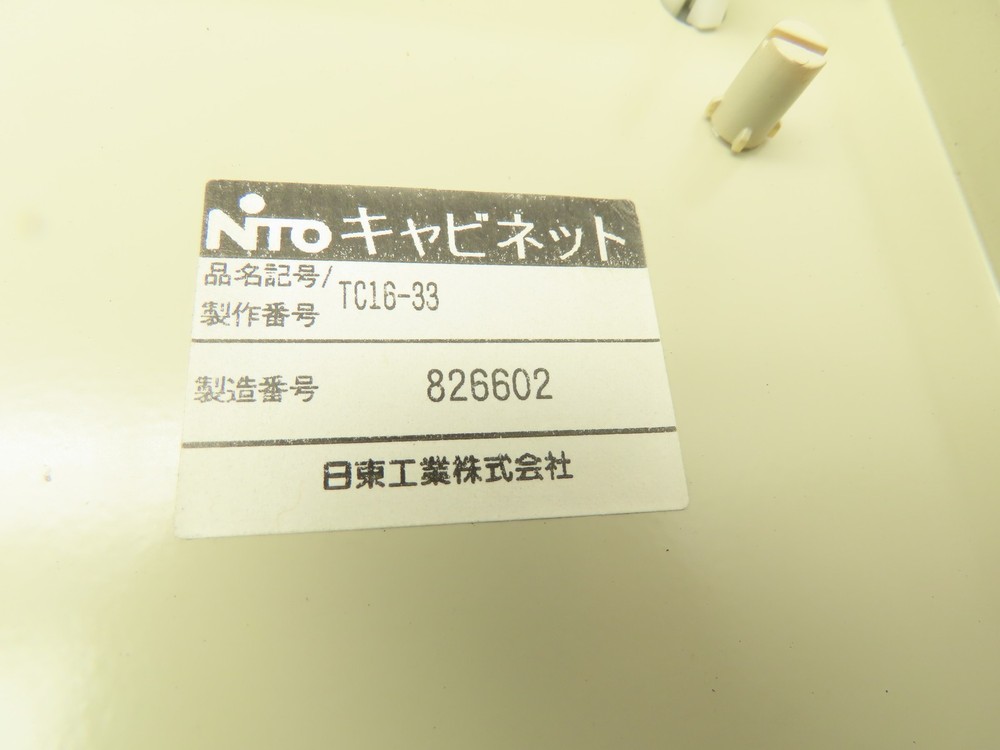 NiTO キャビネット
品名記号/
製作番号
TC16-33
製造番号 826602
日東工業株式会社